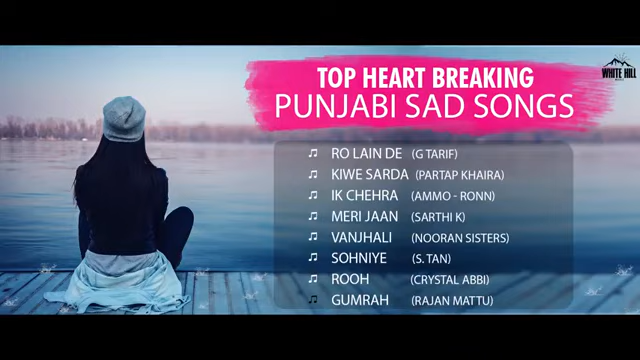 TOP HEART BREAKING
PUNJABI SAD SONGS
WHITE HILL
RO LAIN DE (G TARIF)
KIWE SARDA (PARTAP KHAIRA)
IK CHEHRA (AMMO - RONN)
MERI JAAN (SARTHI K)
VANJHALI (NOORAN SISTERS)
SOHNIYE (S. TAN)
ROOH (CRYSTAL ABBI)
GUMRAH (RAJAN MATTU)